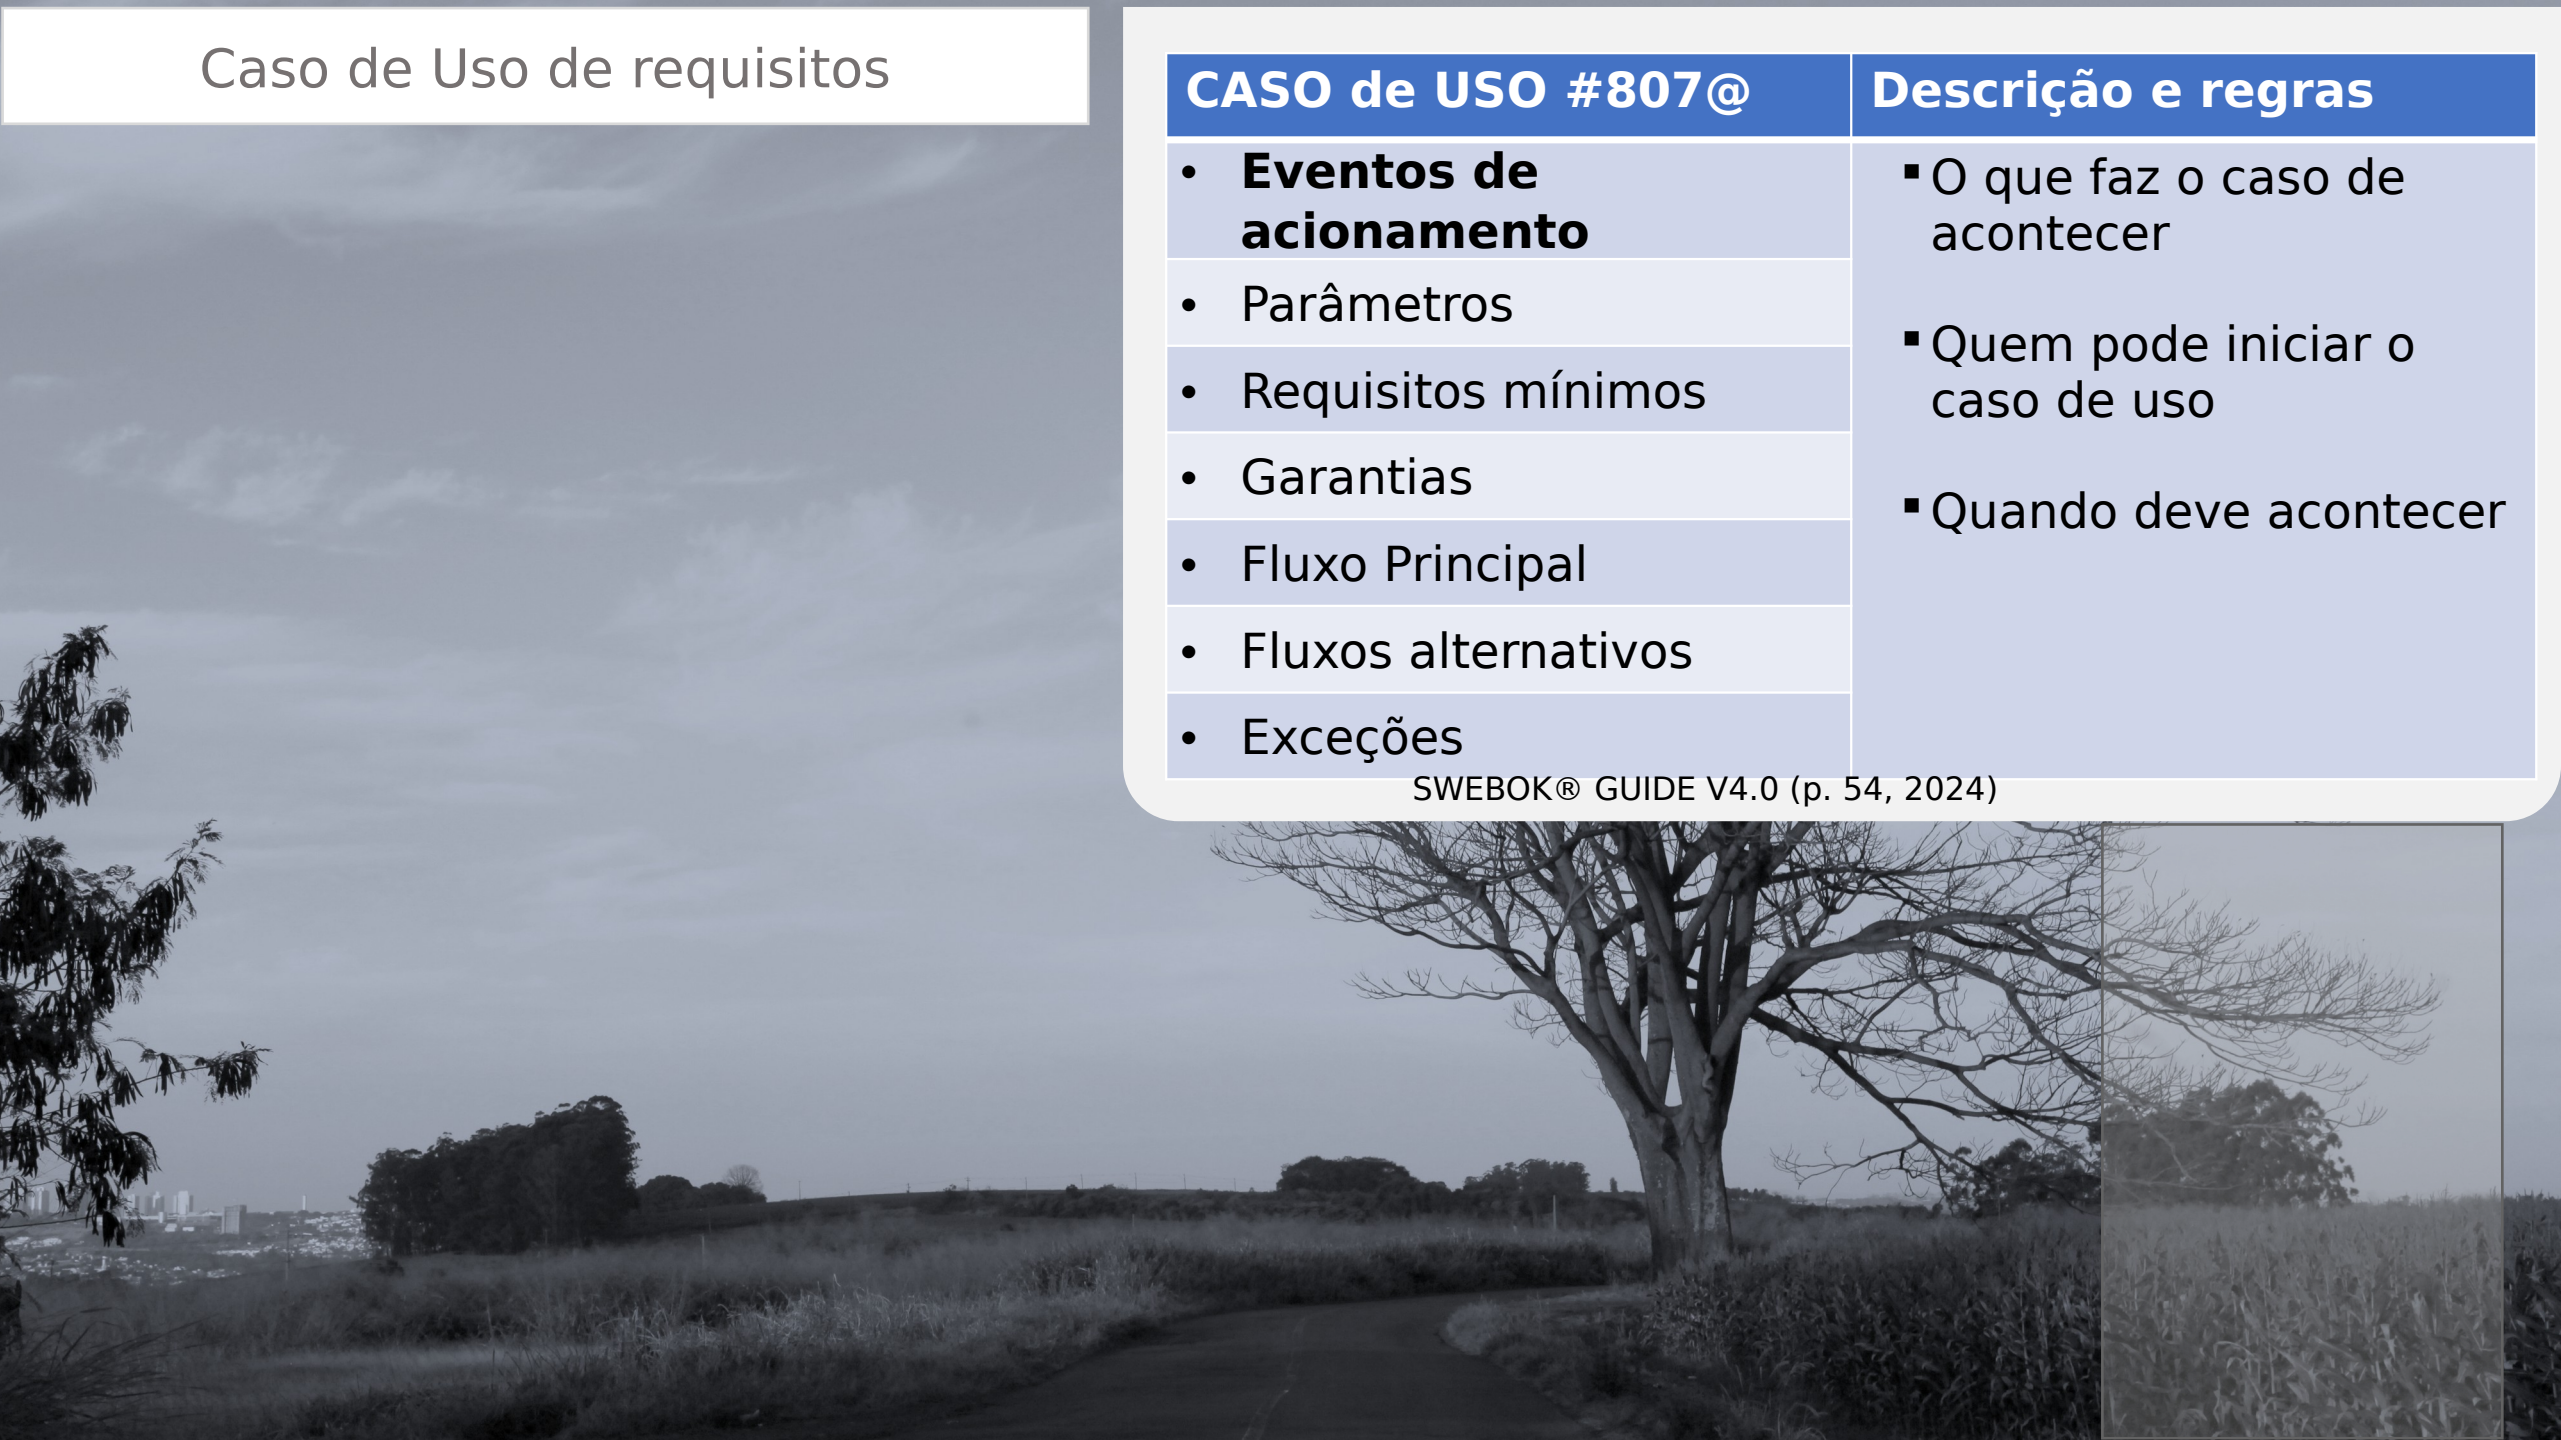 Caso de Uso de requisitos
CASO de USO #807@
Descrição e regras
• Eventos de
acionamento
• Parâmetros
• Requisitos mínimos
• Garantias
• Fluxo Principal
• Fluxos alternativos
• Exceções
▪ O que faz o caso de
acontecer
▪ Quem pode iniciar o
caso de uso
▪ Quando deve acontecer
SWEBOK® GUIDE V4.0 (p. 54, 2024)